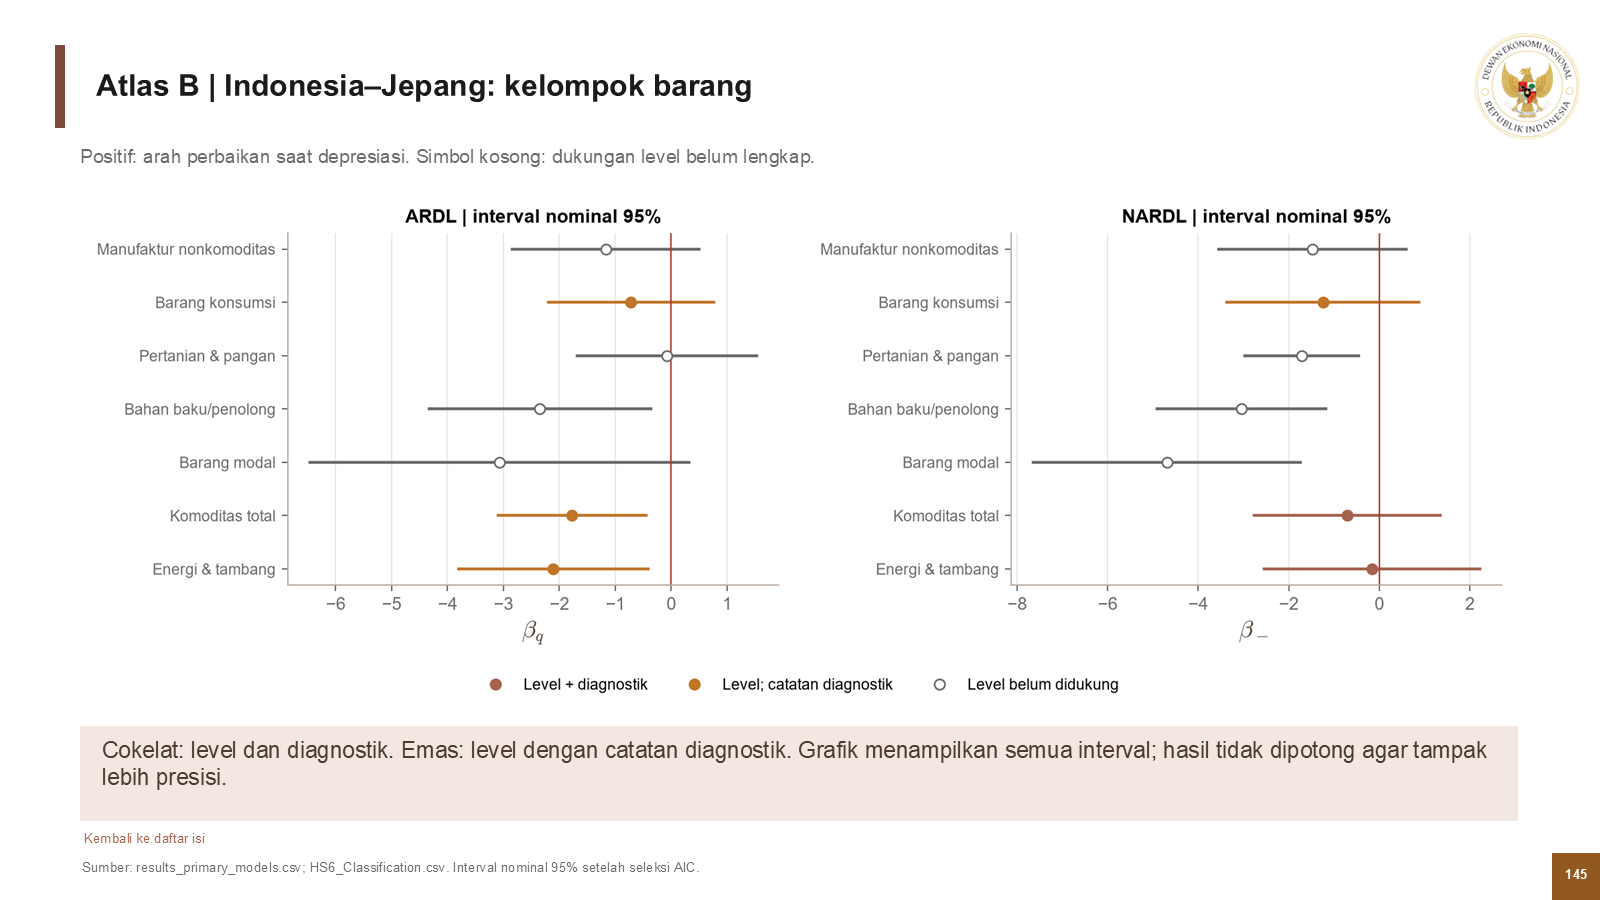 Atlas B | Indonesia–Jepang: kelompok barang
DEWAN EKONOMI NASIONAL
REPUBLIK INDONESIA
Positif: arah perbaikan saat depresiasi. Simbol kosong: dukungan level belum lengkap.
ARDL | interval nominal 95%
Manufaktur nonkomoditas
Barang konsumsi
Pertanian & pangan
Bahan baku/penolong
Barang modal
Komoditas total
Energi & tambang
−6 −5 −4 −3 −2 −1 0 1
βq
NARDL | interval nominal 95%
Manufaktur nonkomoditas
Barang konsumsi
Pertanian & pangan
Bahan baku/penolong
Barang modal
Komoditas total
Energi & tambang
−8 −6 −4 −2 0 2
β−
Level + diagnostik Level; catatan diagnostik Level belum didukung
Cokelat: level dan diagnostik. Emas: level dengan catatan diagnostik. Grafik menampilkan semua interval; hasil tidak dipotong agar tampak
lebih presisi.
Kembali ke daftar isi
Sumber: results_primary_models.csv; HS6_Classification.csv. Interval nominal 95% setelah seleksi AIC.
145